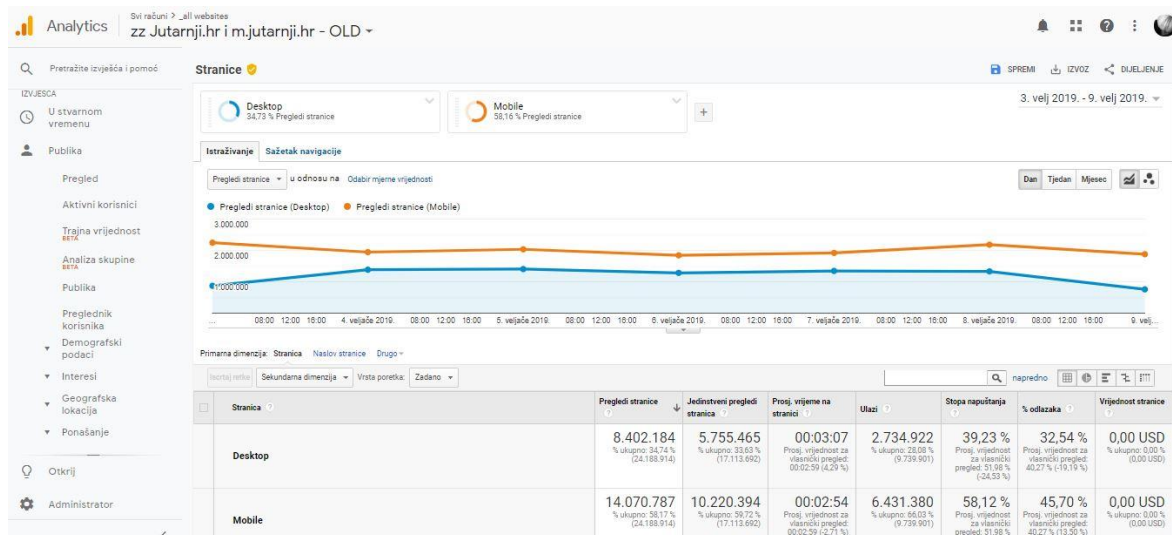 Analytics
Svi računi > _all websites
zz Jutarnji.hr i m.jutarnji.hr - OLD
Pretražite izvješća i pomoć
IZVJEŠĆA
U stvarnom
vremenu
Publika
Pregled
Aktivni korisnici
Trajna vrijednost
BETA
Analiza skupine
BETA
Publika
Preglednik
korisnika
Demografski
podaci
Interesi
Geografska
lokacija
Ponašanje
Otkrij
Administrator
Stranice
SPREMI IZVOZ DIJELJENJE
3. velj 2019. - 9. velj 2019.
Desktop
34,73 % Pregledi stranice
Mobile
58,16 % Pregledi stranice
+
Istraživanje Sažetak navigacije
Pregledi stranice u odnosu na Odabir mjerne vrijednosti
Dan Tjedan Mjesec
Pregledi stranice (Desktop) Pregledi stranice (Mobile)
3.000.000
2.000.000
1.000.000
... 08:00 12:00 16:00 4. veljače 2019. 08:00 12:00 16:00 5. veljače 2019. 08:00 12:00 16:00 6. veljače 2019. 08:00 12:00 16:00 7. veljače 2019. 08:00 12:00 16:00 8. veljače 2019. 08:00 12:00 16:00 9. velj...
Primarna dimenzija: Stranica Naslov stranice Drugo
Iscrtaj retke Sekundarna dimenzija Vrsta poretka: Zadano napredno
Stranica ?
Pregledi stranice
?
Jedinstveni pregledi
stranica ?
Prosj. vrijeme na
stranici ?
Ulazi ?
Stopa napuštanja
?
% odlazaka ?
Vrijednost stranice
?
Desktop
8.402.184
% ukupno: 34,74 %
(24.188.914)
5.755.465
% ukupno: 33,63 %
(17.113.692)
00:03:07
Prosj. vrijednost za
vlasnički pregled:
00:02:59 (4,29 %)
2.734.922
% ukupno: 28,08 %
(9.739.901)
39,23 %
Prosj. vrijednost
za vlasnički
pregled: 51,98 %
(-24,53 %)
32,54 %
Prosj. vrijednost za
vlasnički pregled:
40,27 % (-19,19 %)
0,00 USD
% ukupno: 0,00 %
(0,00 USD)
Mobile
14.070.787
% ukupno: 58,17 %
(24.188.914)
10.220.394
% ukupno: 59,72 %
(17.113.692)
00:02:54
Prosj. vrijednost za
vlasnički pregled:
00:02:59 (-2,71 %)
6.431.380
% ukupno: 66,03 %
(9.739.901)
58,12 %
Prosj. vrijednost
za vlasnički
pregled: 51,98 %
45,70 %
Prosj. vrijednost za
vlasnički pregled:
40,27 % (13,50 %)
0,00 USD
% ukupno: 0,00 %
(0,00 USD)